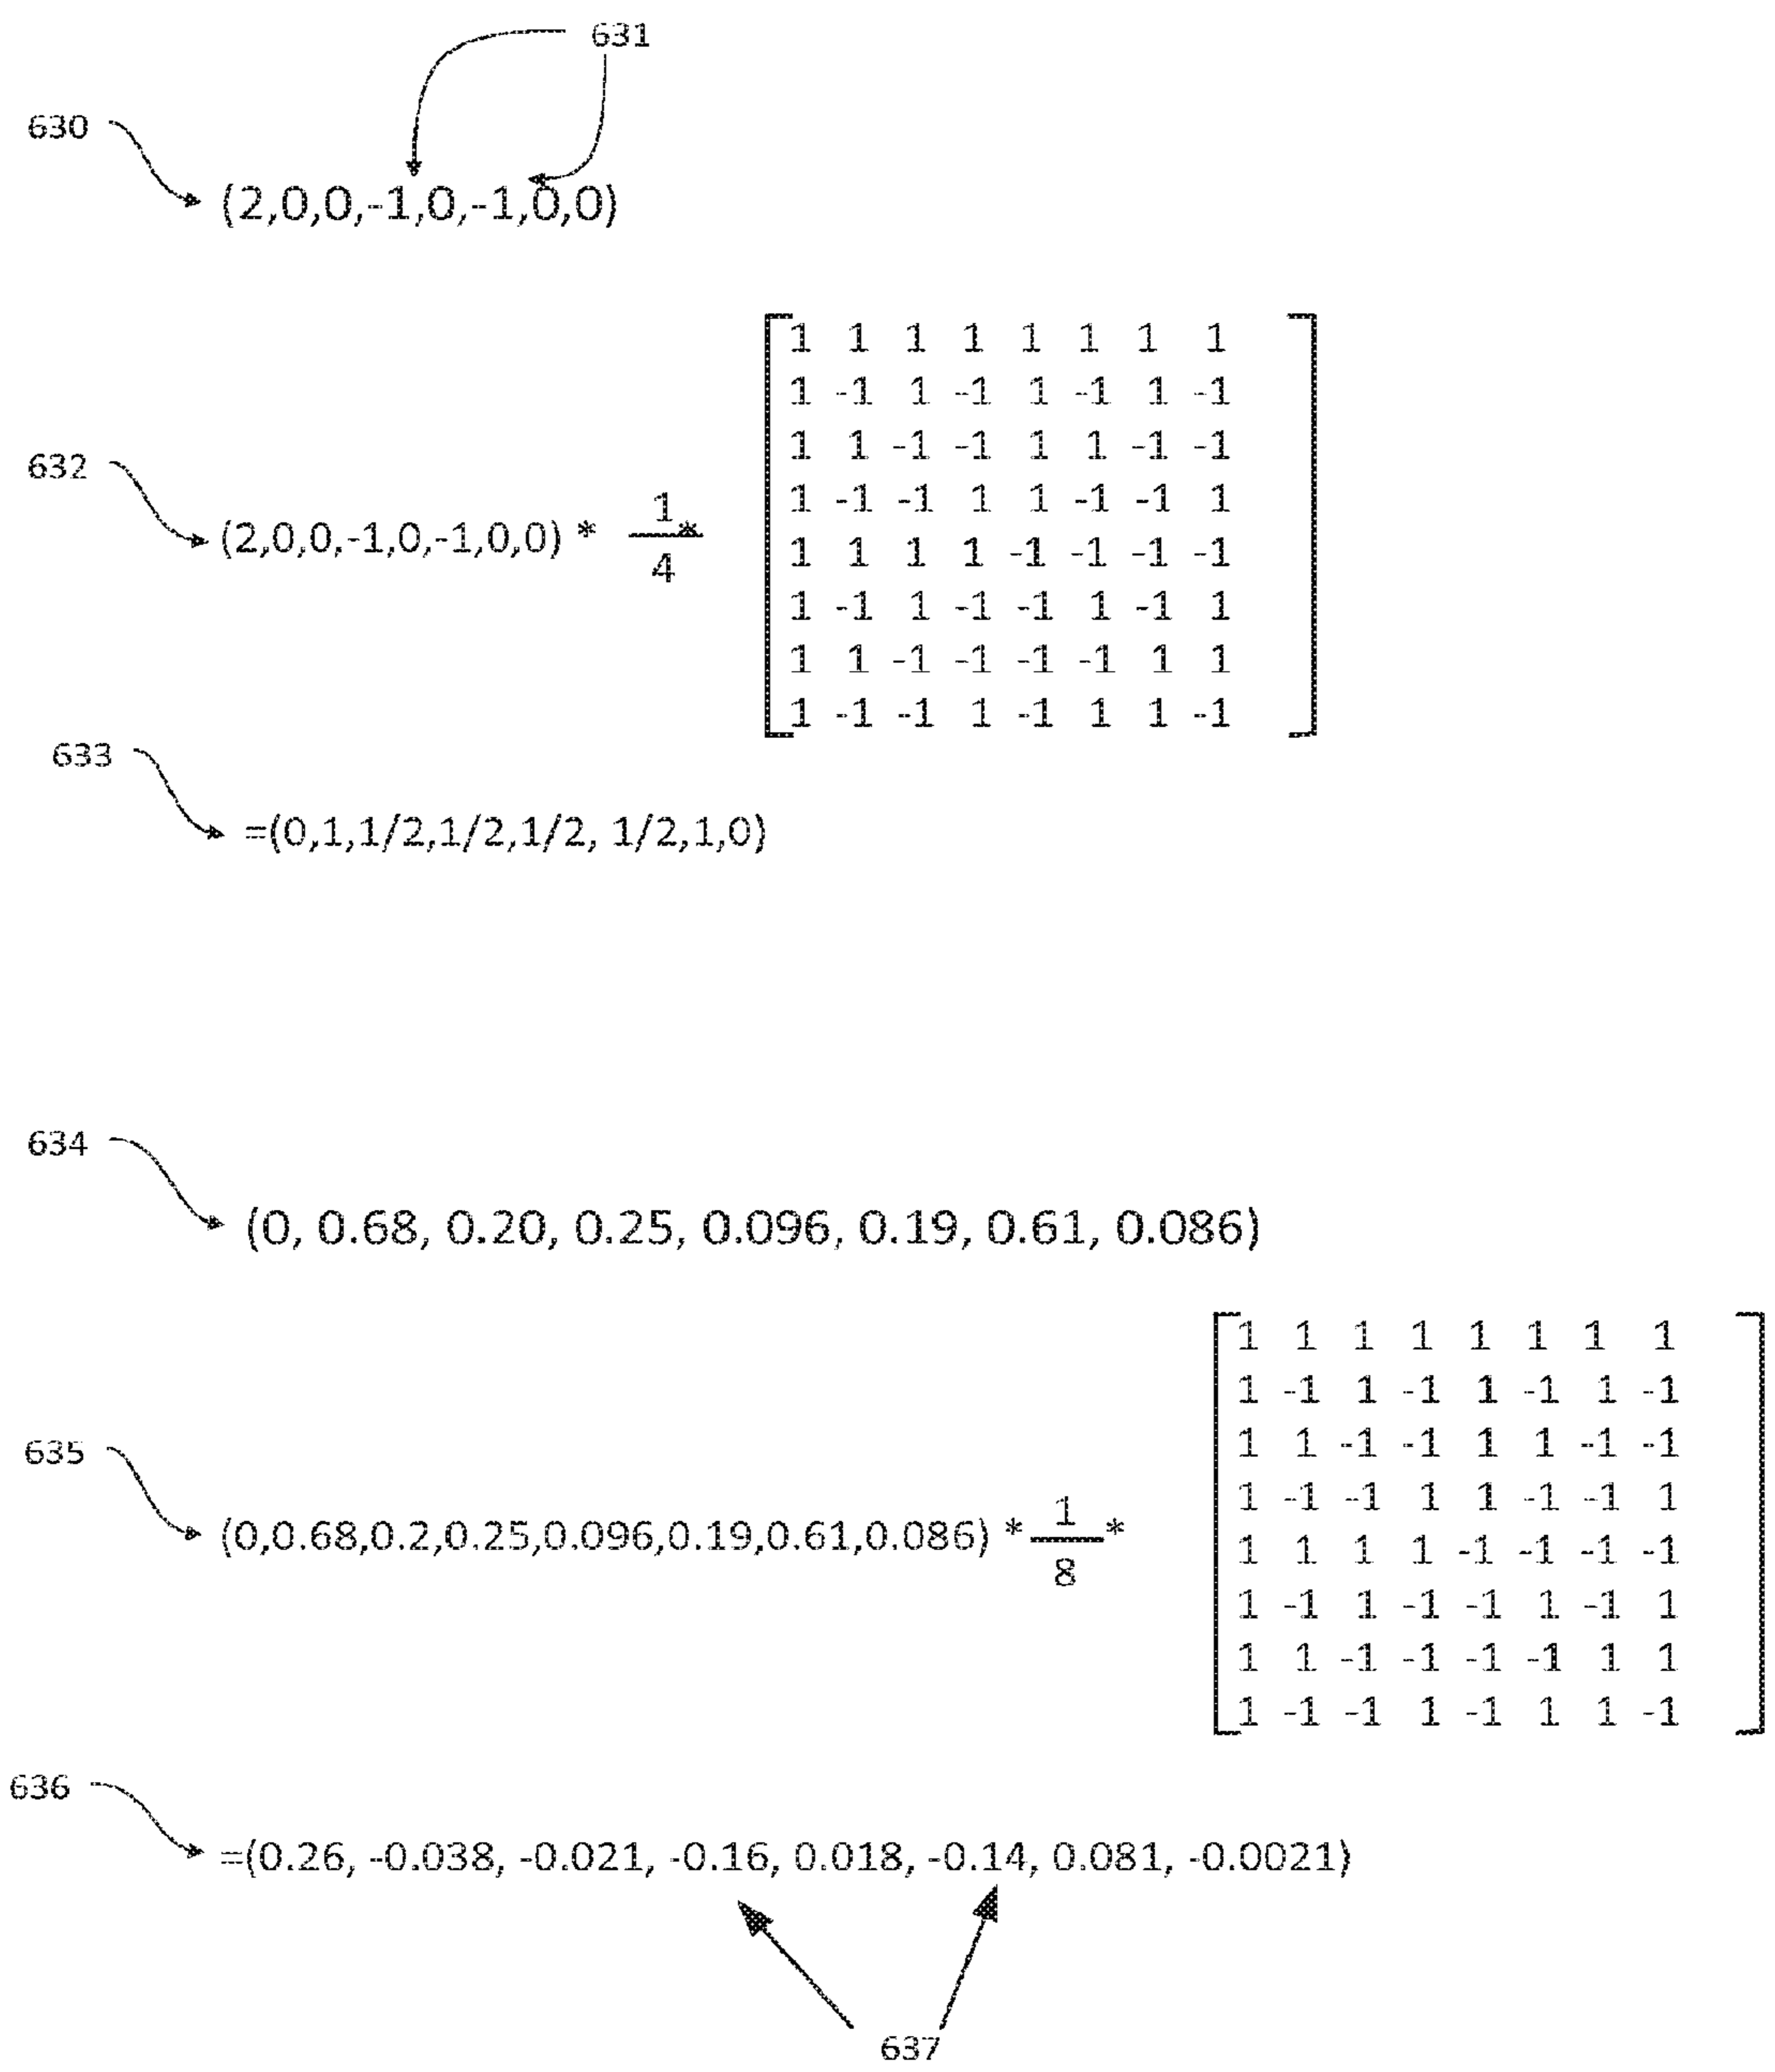 631
630
(2,0,0,-1,0,-1,0,0)
1 1 1 1 1 1 1 1
1 -1 1 -1 1 -1 1 -1
1 1 -1 -1 1 1 -1 -1
632
1 -1 -1 1 1 -1 -1 1
(2,0,0,-1,0,-1,0,0) * 1/4 *
1 1 1 1 -1 -1 -1 -1
1 -1 1 -1 -1 1 -1 1
1 1 -1 -1 -1 -1 1 1
1 -1 -1 1 -1 1 1 -1
633
=(0,1,1/2,1/2,1/2, 1/2,1,0)
634
(0, 0.68, 0.20, 0.25, 0.096, 0.19, 0.61, 0.086)
1 1 1 1 1 1 1 1
1 -1 1 -1 1 -1 1 -1
1 1 -1 -1 1 1 -1 -1
635
1 -1 -1 1 1 -1 -1 1
(0,0.68,0.2,0.25,0.096,0.19,0.61,0.086) * 1/8 *
1 1 1 1 -1 -1 -1 -1
1 -1 1 -1 -1 1 -1 1
1 1 -1 -1 -1 -1 1 1
1 -1 -1 1 -1 1 1 -1
636
=(0.26, -0.038, -0.021, -0.16, 0.018, -0.14, 0.081, -0.0021)
637